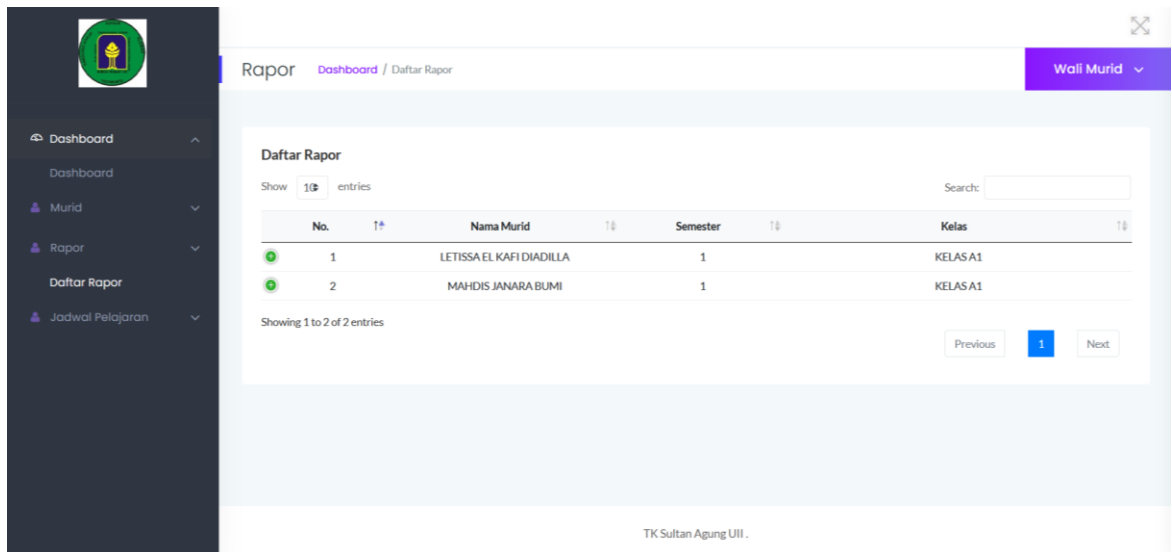 Rapor Dashboard / Daftar Rapor
Wali Murid
Dashboard
Dashboard
Murid
Rapor
Daftar Rapor
Jadwal Pelajaran
Daftar Rapor
Show 10 entries
Search:
No. Nama Murid Semester Kelas
1 LETISSA EL KAFI DIADILLA 1 KELAS A1
2 MAHDIS JANARA BUMI 1 KELAS A1
Showing 1 to 2 of 2 entries
Previous 1 Next
TK Sultan Agung UII .